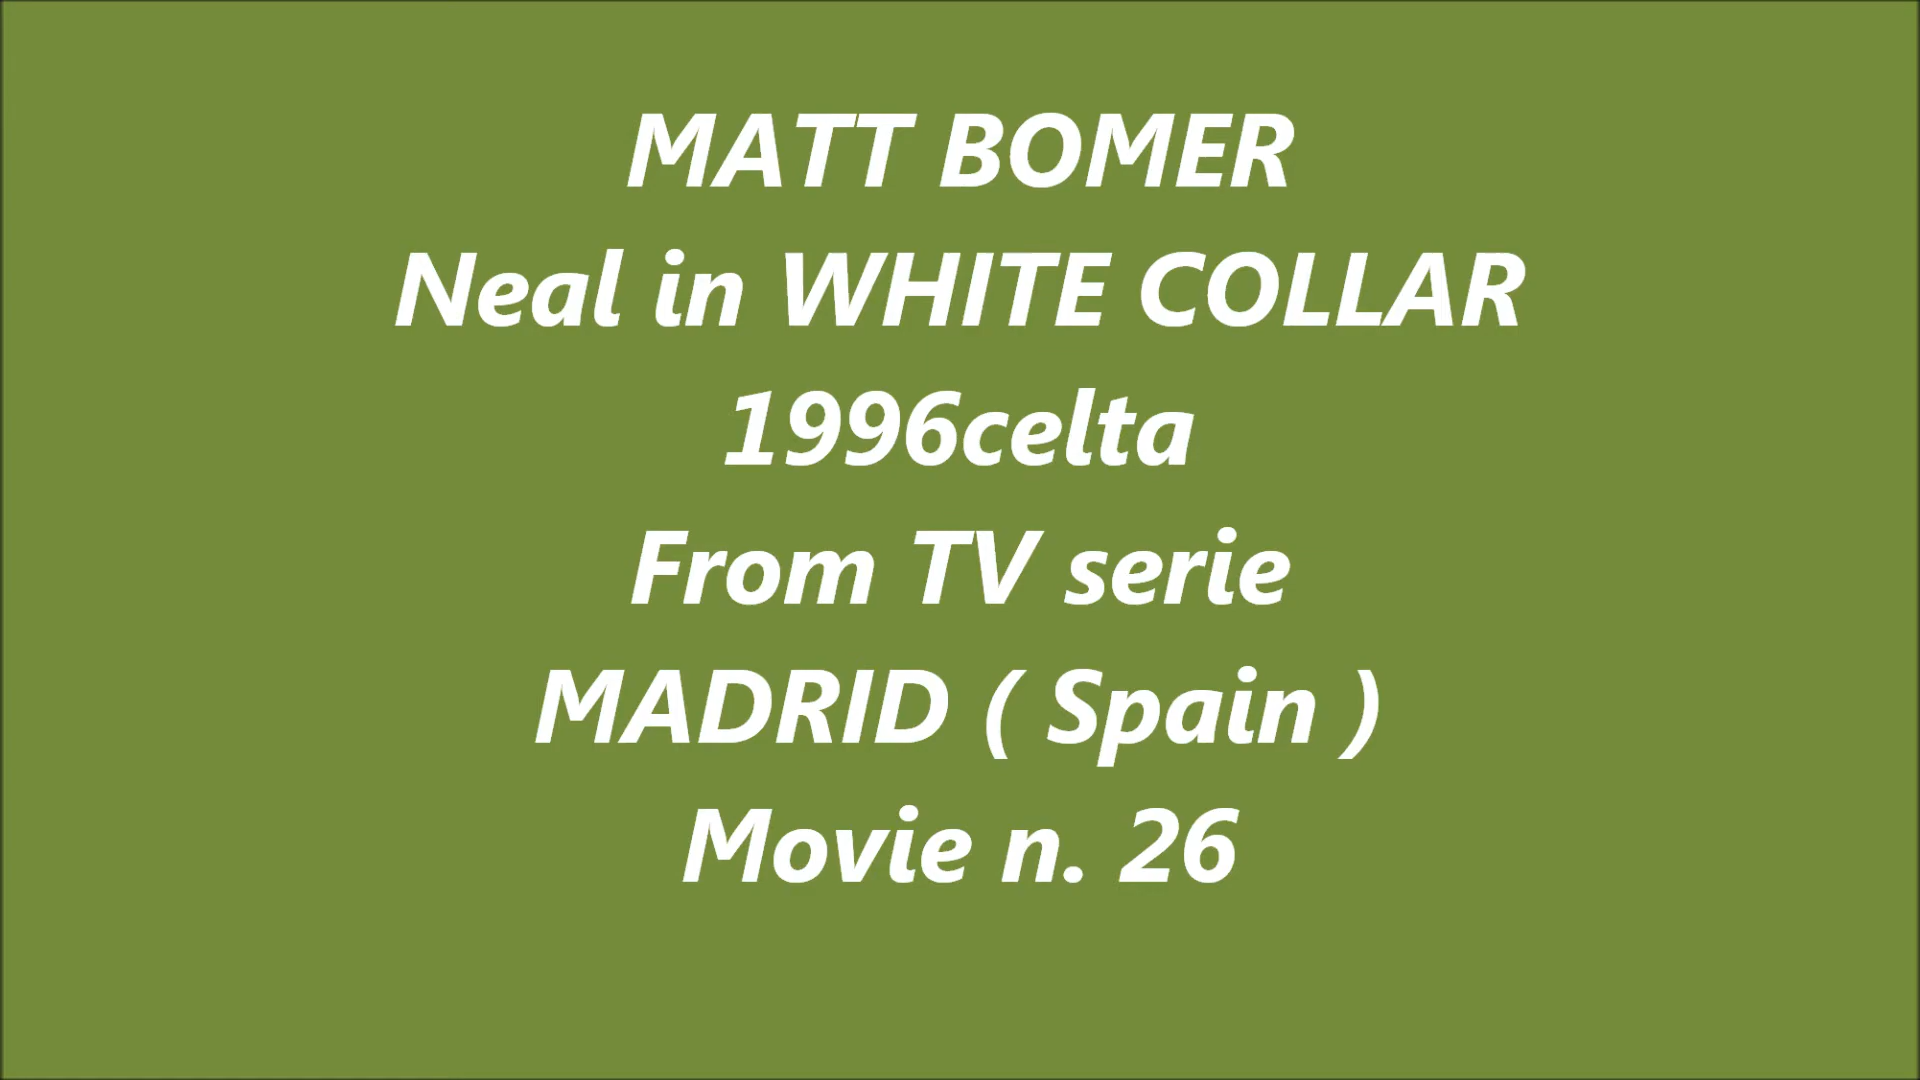 MATT BOMER
Neal in WHITE COLLAR
1996celta
From TV serie
MADRID ( Spain )
Movie n. 26